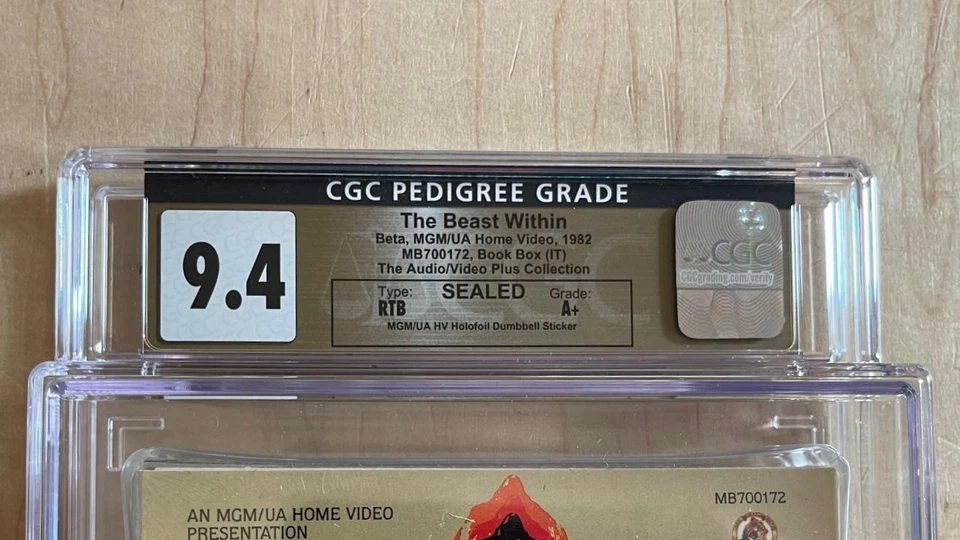 CGC PEDIGREE GRADE
9.4
The Beast Within
Beta, MGM/UA Home Video, 1982
MB700172, Book Box (IT)
The Audio/Video Plus Collection
Type: SEALED Grade:
RTB A+
MGM/UA HV Holofoil Dumbbell Sticker
CGC
CGCgrading.com/verify
MB700172
AN MGM/UA HOME VIDEO
PRESENTATION